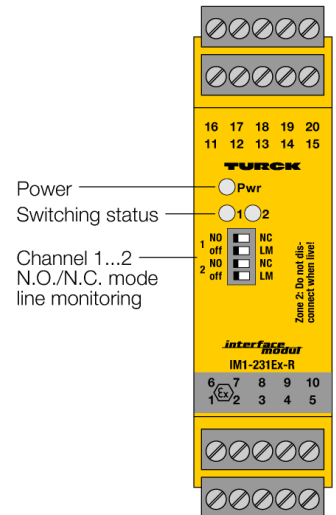 16 17 18 19 20
11 12 13 14 15
TURCK
Power
Pwr
Switching status
1 2
Channel 1...2
N.O./N.C. mode
line monitoring
1 NO NC
off LM
2 NO NC
off LM
Zone 2: Do not dis-
connect when live!
interface
modul
IM1-231Ex-R
6 7 8 9 10
Ex
1 2 3 4 5